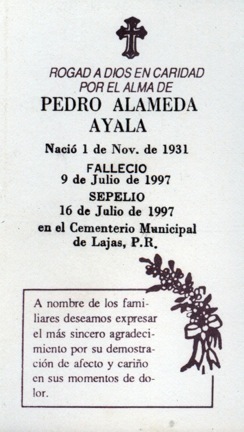 ROGAD A DIOS EN CARIDAD
POR EL ALMA DE
PEDRO ALAMEDA
AYALA
Nació 1 de Nov. de 1931
FALLECIO
9 de Julio de 1997
SEPELIO
16 de Julio de 1997
en el Cementerio Municipal
de Lajas, P.R.
A nombre de los fami-
liares deseamos expresar
el más sincero agradeci-
miento por su demostra-
ción de afecto y cariño
en sus momentos de do-
lor.